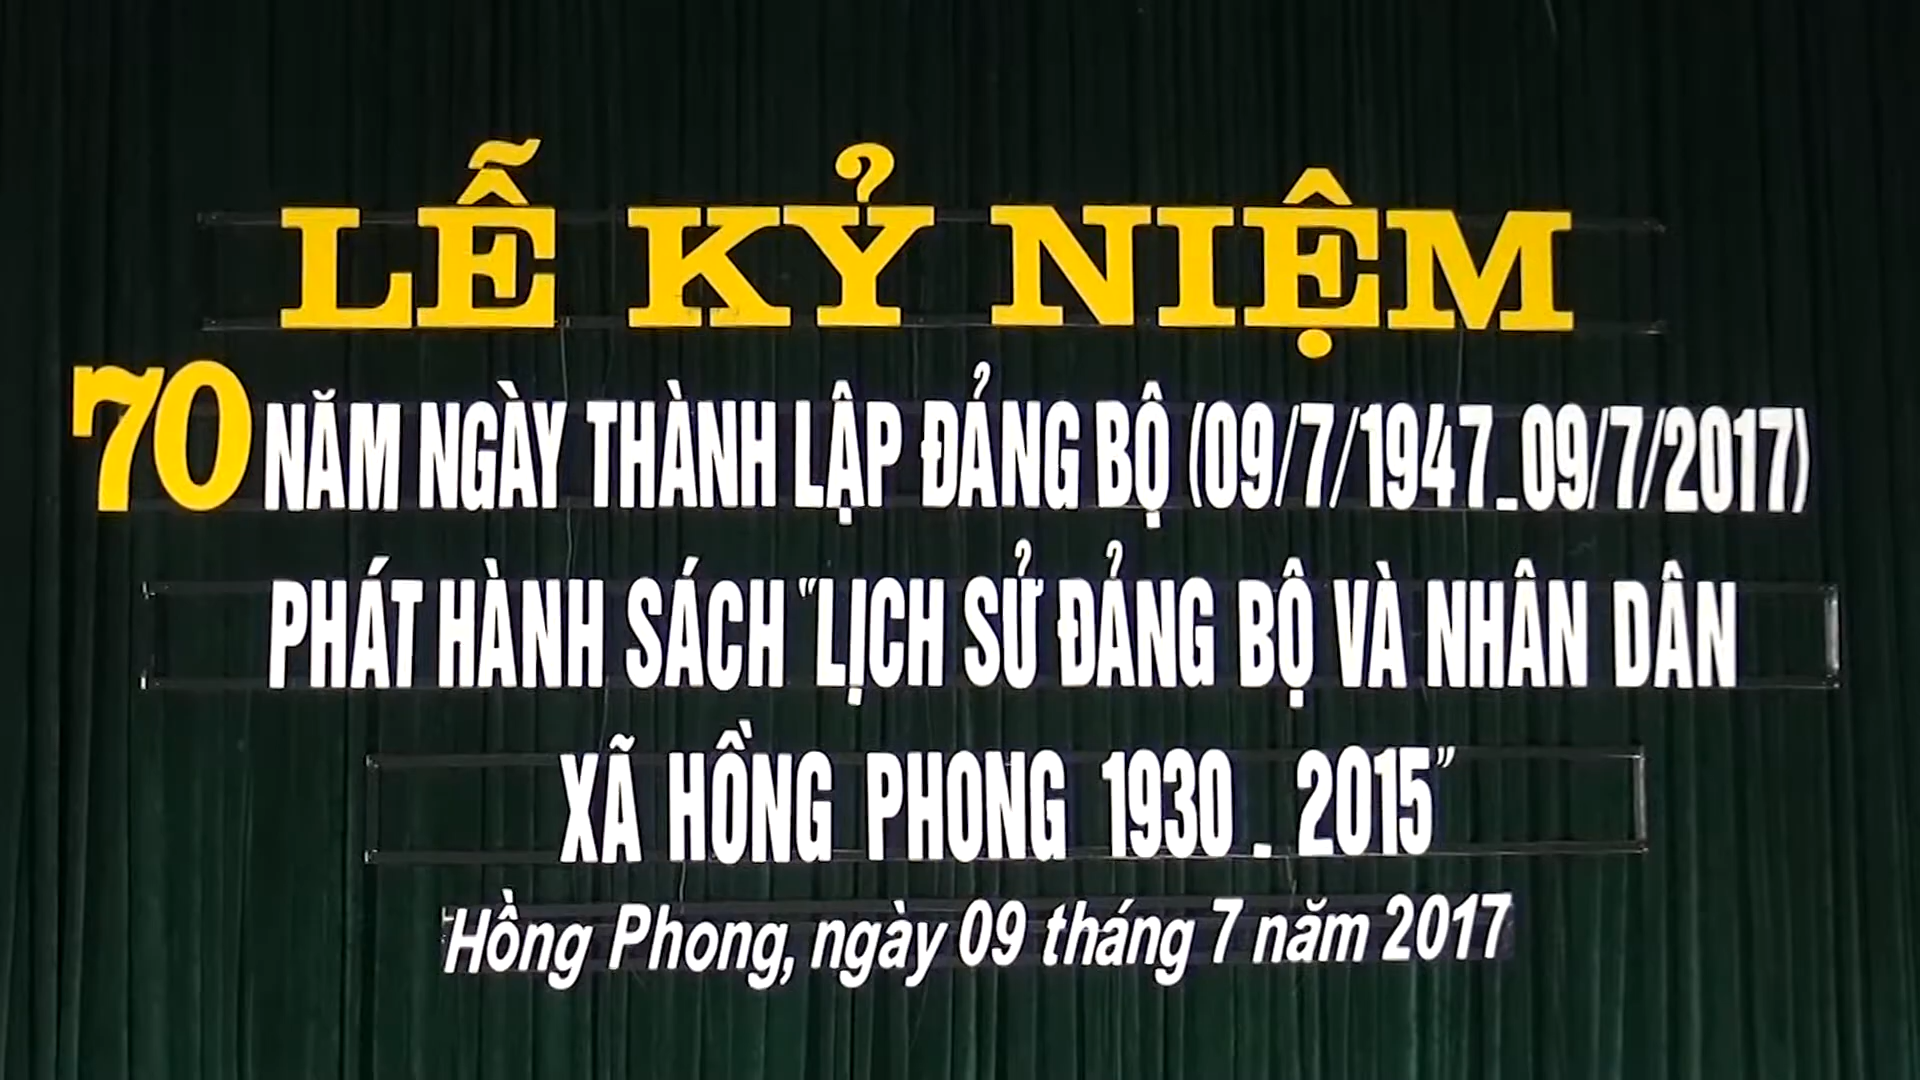 LỄ KỶ NIỆM
70 NĂM NGÀY THÀNH LẬP ĐẢNG BỘ (09/7/1947_09/7/2017)
PHÁT HÀNH SÁCH "LỊCH SỬ ĐẢNG BỘ VÀ NHÂN DÂN
XÃ HỒNG PHONG 1930 . 2015"
Hồng Phong, ngày 09 tháng 7 năm 2017